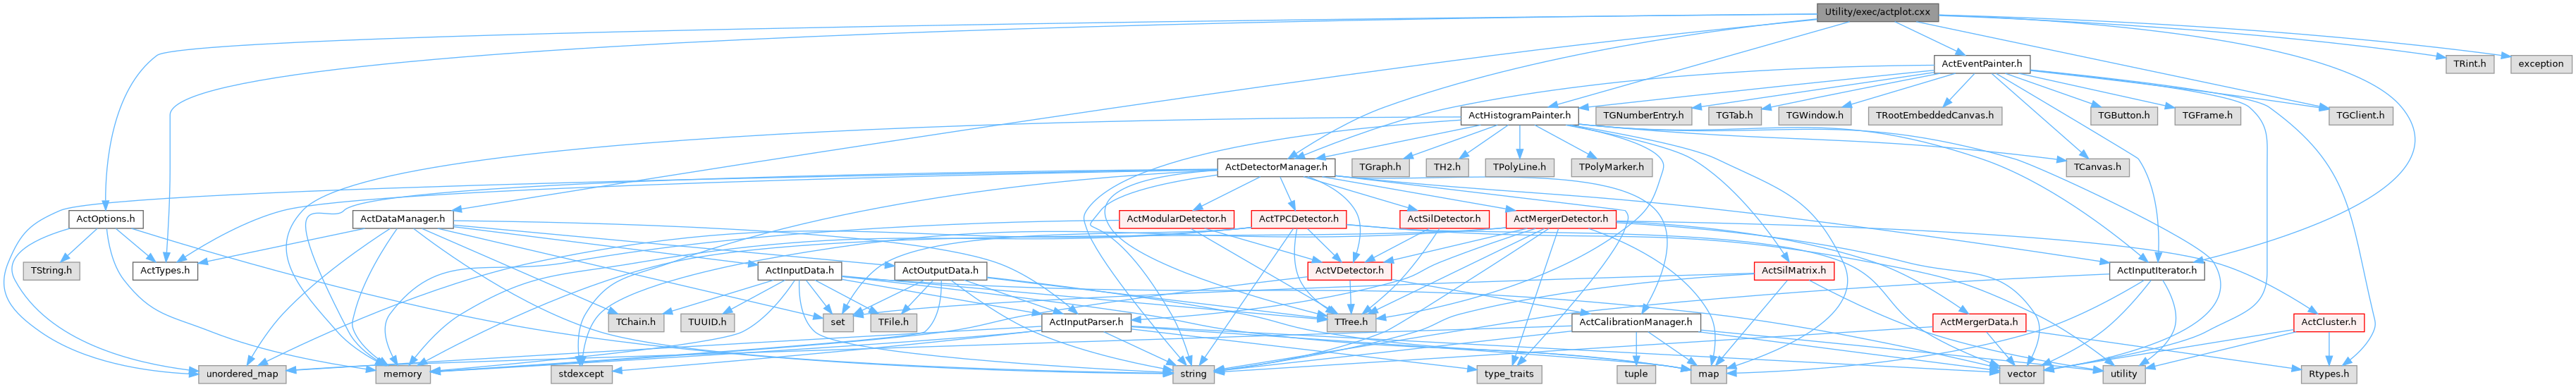 Utility/exec/actplot.cxx
ActEventPainter.h
TRint.h
exception
ActHistogramPainter.h
TGNumberEntry.h
TGTab.h
TGWindow.h
TRootEmbeddedCanvas.h
TGButton.h
TGFrame.h
TGClient.h
ActDetectorManager.h
TGraph.h
TH2.h
TPolyLine.h
TPolyMarker.h
TCanvas.h
ActOptions.h
ActDataManager.h
ActModularDetector.h
ActTPCDetector.h
ActSilDetector.h
ActMergerDetector.h
TString.h
ActTypes.h
ActInputData.h
ActOutputData.h
ActVDetector.h
ActSilMatrix.h
ActInputIterator.h
TChain.h
TUUID.h
set
TFile.h
ActInputParser.h
TTree.h
ActCalibrationManager.h
ActMergerData.h
ActCluster.h
unordered_map
memory
stdexcept
string
type_traits
tuple
map
vector
utility
Rtypes.h